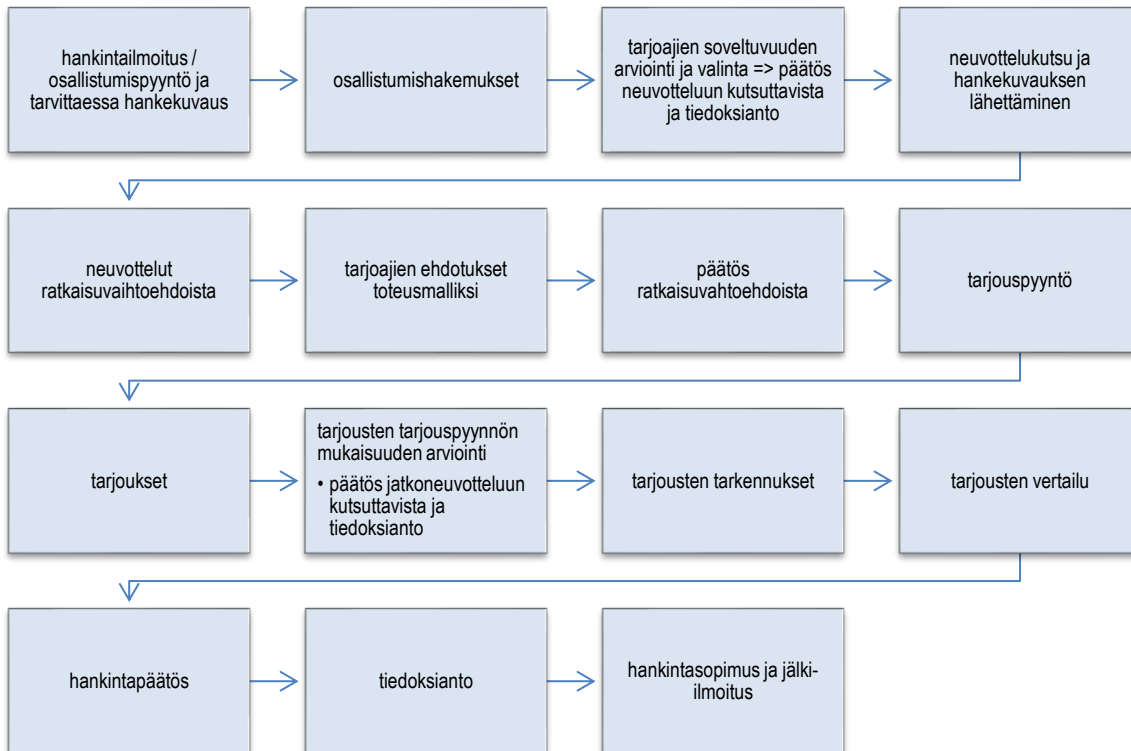 hankintailmoitus /
osallistumispyyntö ja
tarvittaessa hankekuvaus
osallistumishakemukset
tarjoajien soveltuvuuden
arviointi ja valinta => päätös
neuvotteluun kutsuttavista
ja tiedoksianto
neuvottelukutsu ja
hankekuvauksen
lähettäminen
neuvottelut
ratkaisuvaihtoehdoista
tarjoajien ehdotukset
toteusmalliksi
päätös
ratkaisuvahtoehdoista
tarjouspyyntö
tarjoukset
tarjousten tarjouspyynnön
mukaisuuden arviointi
• päätös jatkoneuvotteluun
kutsuttavista ja
tiedoksianto
tarjousten tarkennukset
tarjousten vertailu
hankintapäätös
tiedoksianto
hankintasopimus ja jälki-
ilmoitus